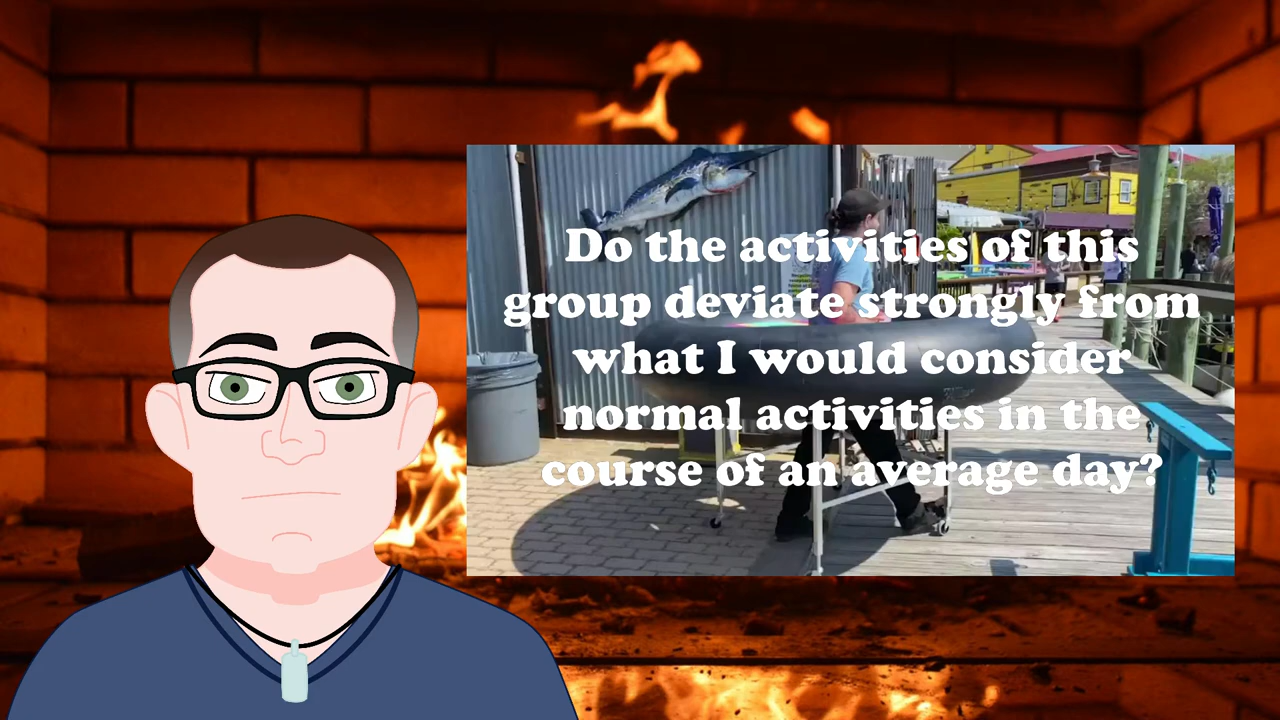 Do the activities of this
group deviate strongly from
what I would consider
normal activities in the
course of an average day?